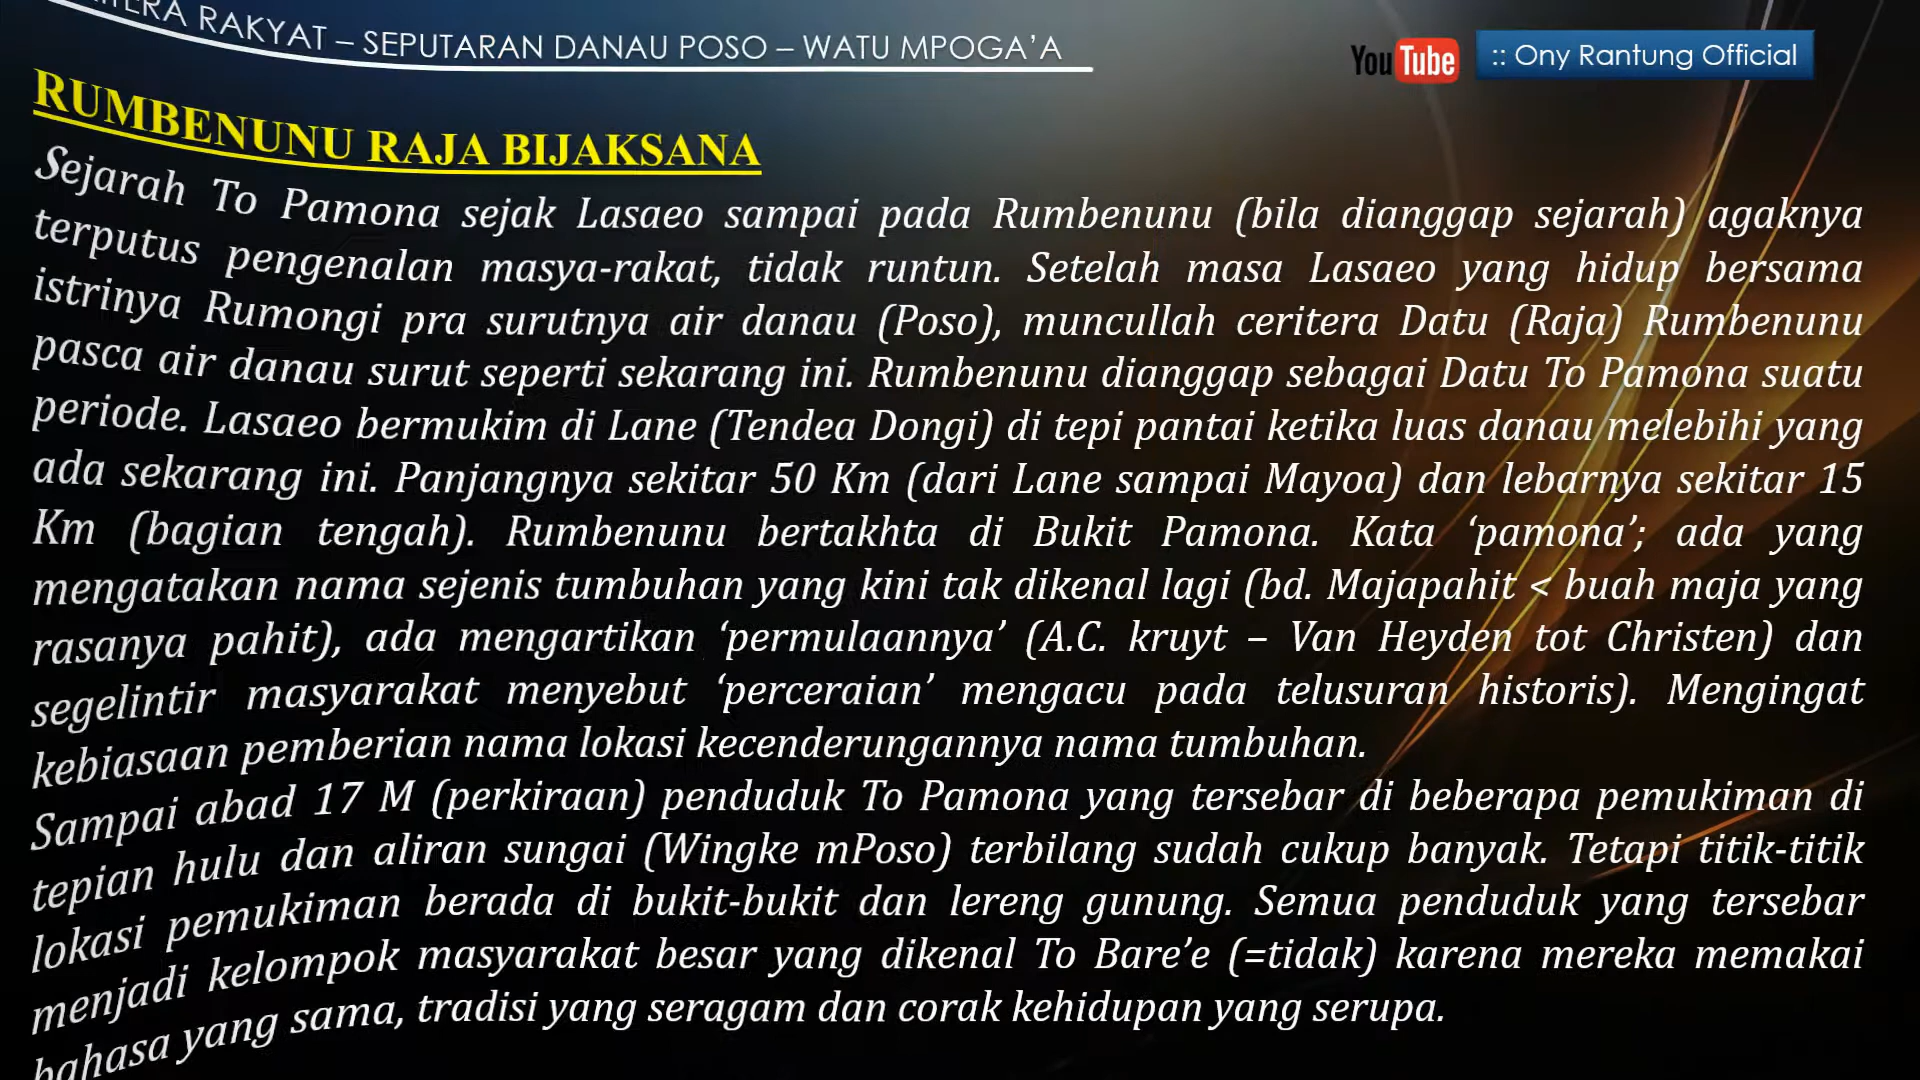 RAKYAT – SEPUTARAN DANAU POSO – WATU MPOGA’A
YouTube :: Ony Rantung Official
RUMBENUNU RAJA BIJAKSANA
Sejarah To Pamona sejak Lasaeo sampai pada Rumbenunu (bila dianggap sejarah) agaknya
terputus pengenalan masya-rakat, tidak runtun. Setelah masa Lasaeo yang hidup bersama
istrinya Rumongi pra surutnya air danau (Poso), muncullah ceritera Datu (Raja) Rumbenunu
pasca air danau surut seperti sekarang ini. Rumbenunu dianggap sebagai Datu To Pamona suatu
periode. Lasaeo bermukim di Lane (Tendea Dongi) di tepi pantai ketika luas danau melebihi yang
ada sekarang ini. Panjangnya sekitar 50 Km (dari Lane sampai Mayoa) dan lebarnya sekitar 15
Km (bagian tengah). Rumbenunu bertakhta di Bukit Pamona. Kata ‘pamona’; ada yang
mengatakan nama sejenis tumbuhan yang kini tak dikenal lagi (bd. Majapahit < buah maja yang
rasanya pahit), ada mengartikan ‘permulaannya’ (A.C. kruyt – Van Heyden tot Christen) dan
segelintir masyarakat menyebut ‘perceraian’ mengacu pada telusuran historis). Mengingat
kebiasaan pemberian nama lokasi kecenderungannya nama tumbuhan.
Sampai abad 17 M (perkiraan) penduduk To Pamona yang tersebar di beberapa pemukiman di
tepian hulu dan aliran sungai (Wingke mPoso) terbilang sudah cukup banyak. Tetapi titik-titik
lokasi pemukiman berada di bukit-bukit dan lereng gunung. Semua penduduk yang tersebar
menjadi kelompok masyarakat besar yang dikenal To Bare’e (=tidak) karena mereka memakai
bahasa yang sama, tradisi yang seragam dan corak kehidupan yang serupa.